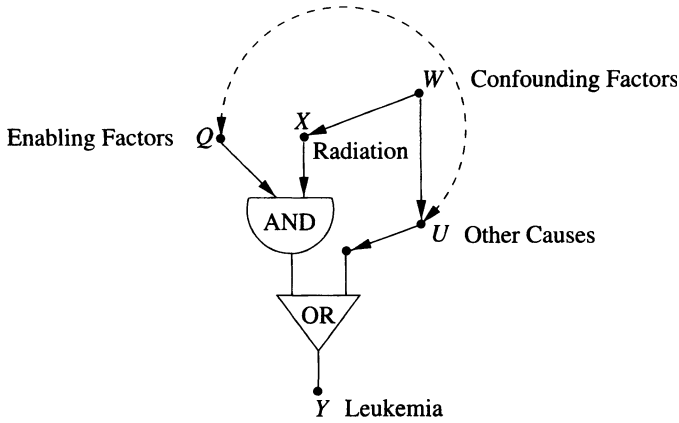 W Confounding Factors
X
Enabling Factors Q
Radiation
AND
U Other Causes
OR
Y Leukemia